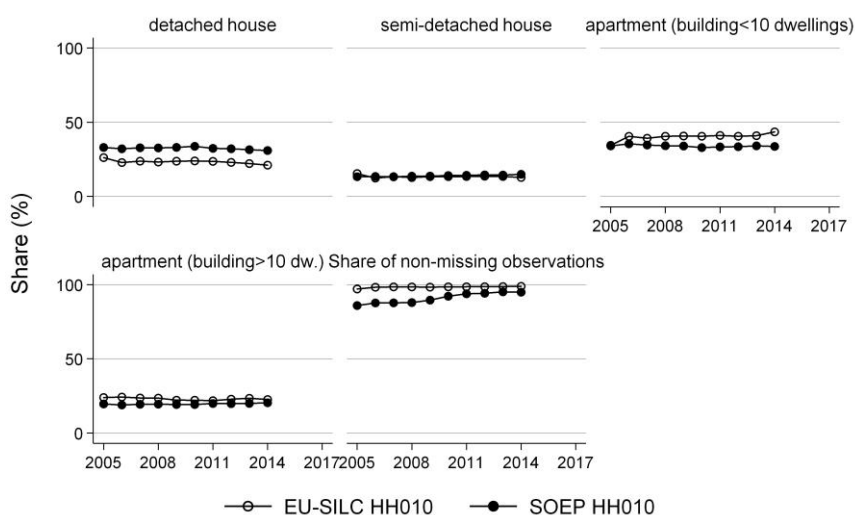 detached house
semi-detached house
apartment (building<10 dwellings)
100
50
0
2005 2008 2011 2014 2017
Share (%)
apartment (building>10 dw.)
Share of non-missing observations
100
50
0
2005 2008 2011 2014 2017
2005 2008 2011 2014 2017
EU-SILC HH010
SOEP HH010